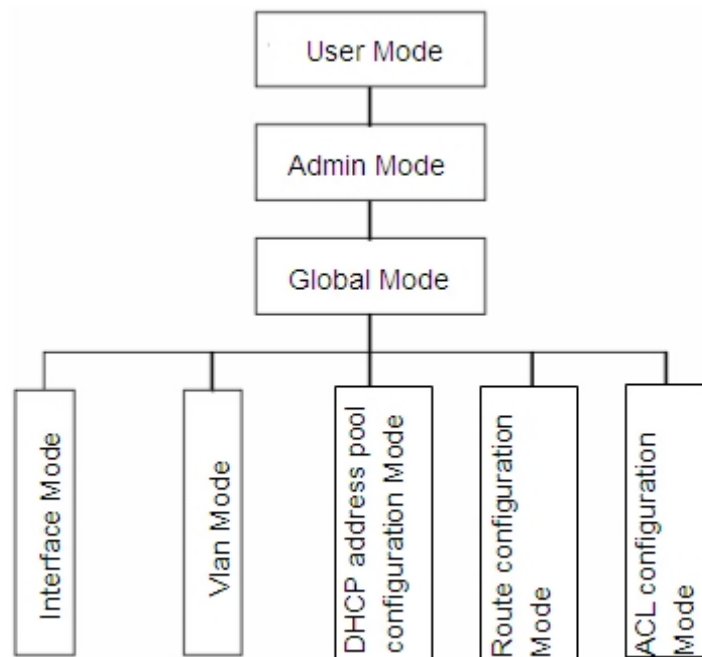 User Mode
Admin Mode
Global Mode
Interface Mode
Vlan Mode
DHCP address pool
configuration Mode
Route configuration
Mode
ACL configuration
Mode